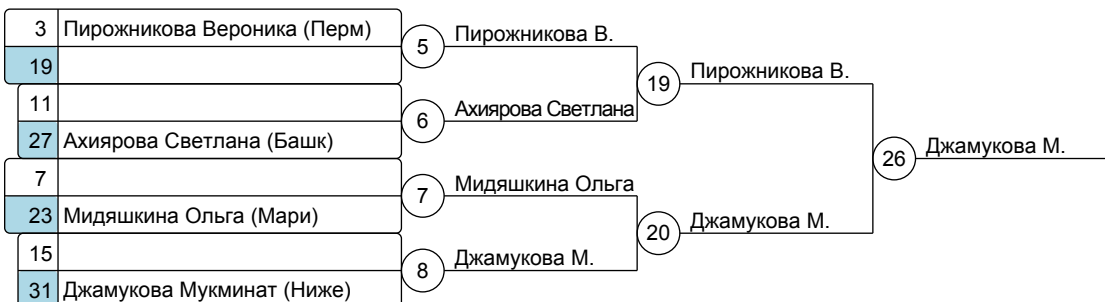 3 Пирожникова Вероника (Перм)
19
11
27 Ахиярова Светлана (Башк)
7
23 Мидяшкина Ольга (Мари)
15
31 Джамукова Мукминат (Ниже)
5 Пирожникова В.
6 Ахиярова Светлана
7 Мидяшкина Ольга
8 Джамукова М.
19 Пирожникова В.
20 Джамукова М.
26 Джамукова М.